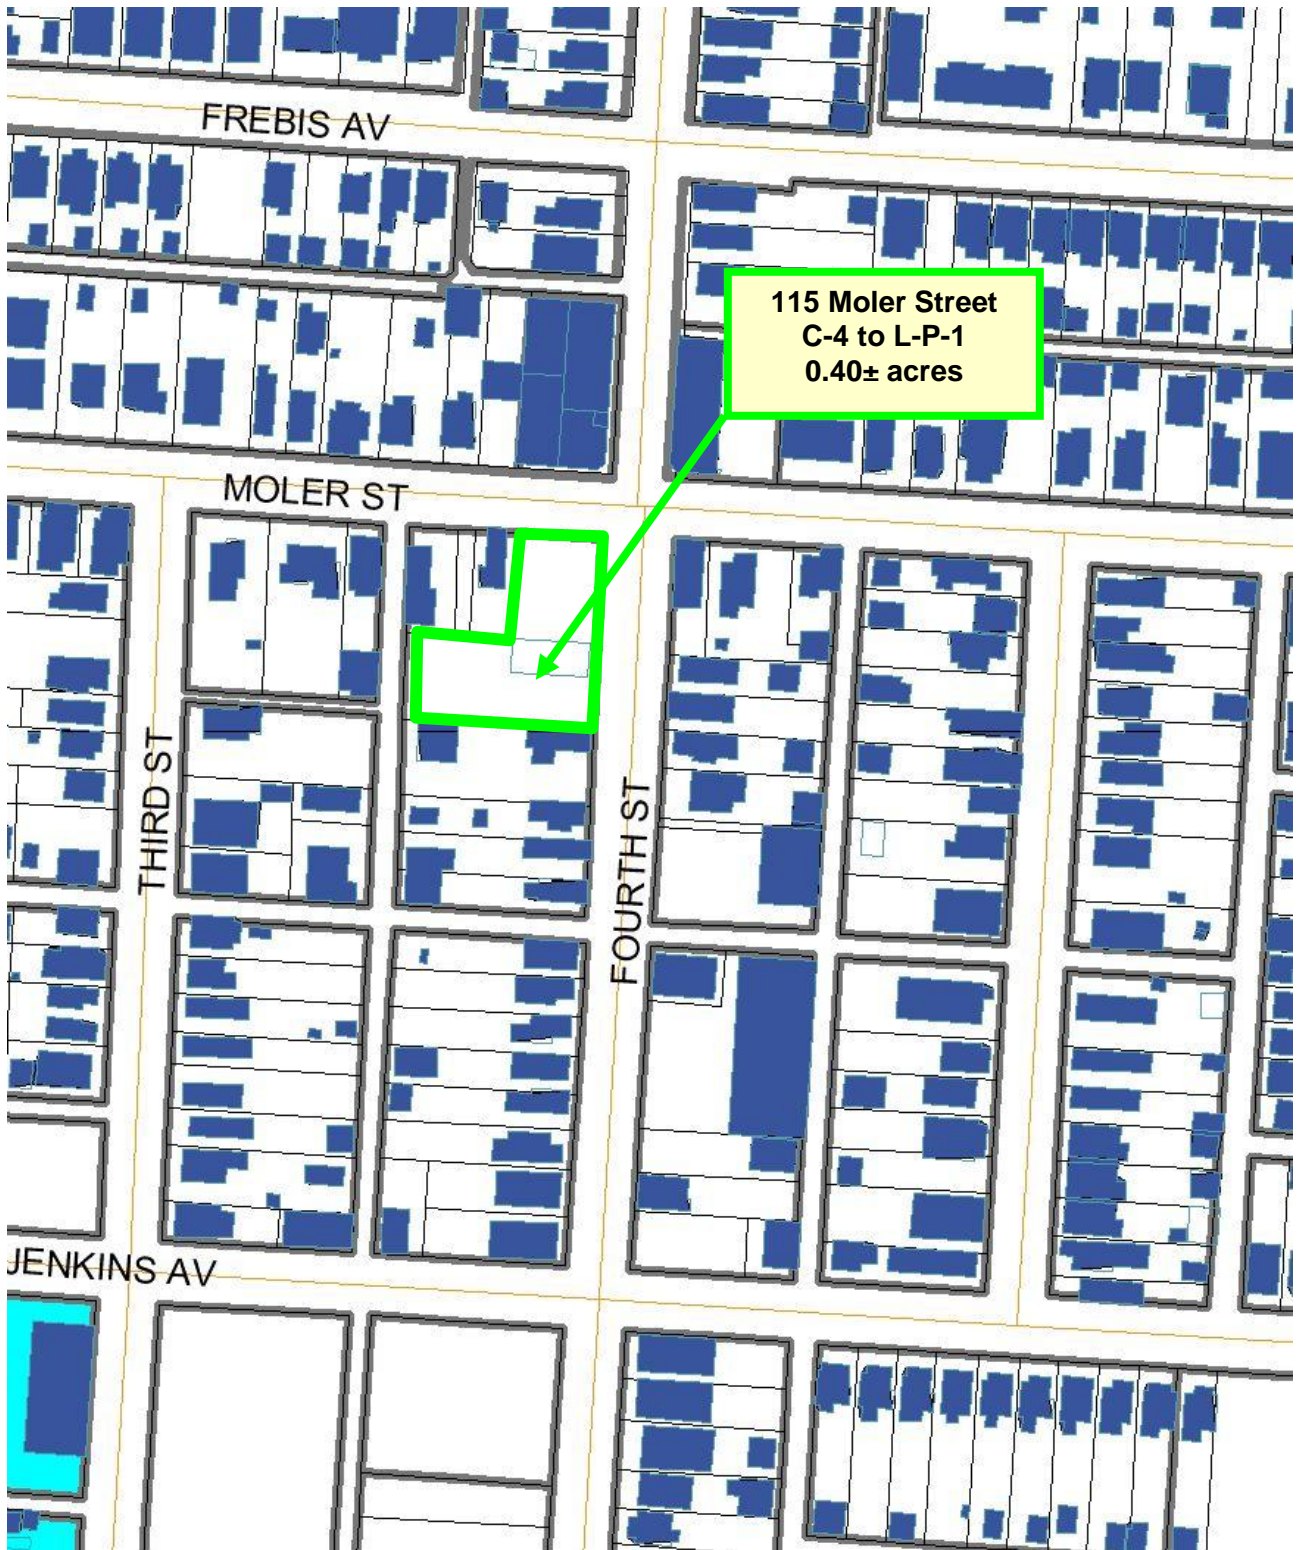 FREBIS AV
115 Moler Street
C-4 to L-P-1
0.40± acres
MOLER ST
THIRD ST
FOURTH ST
JENKINS AV